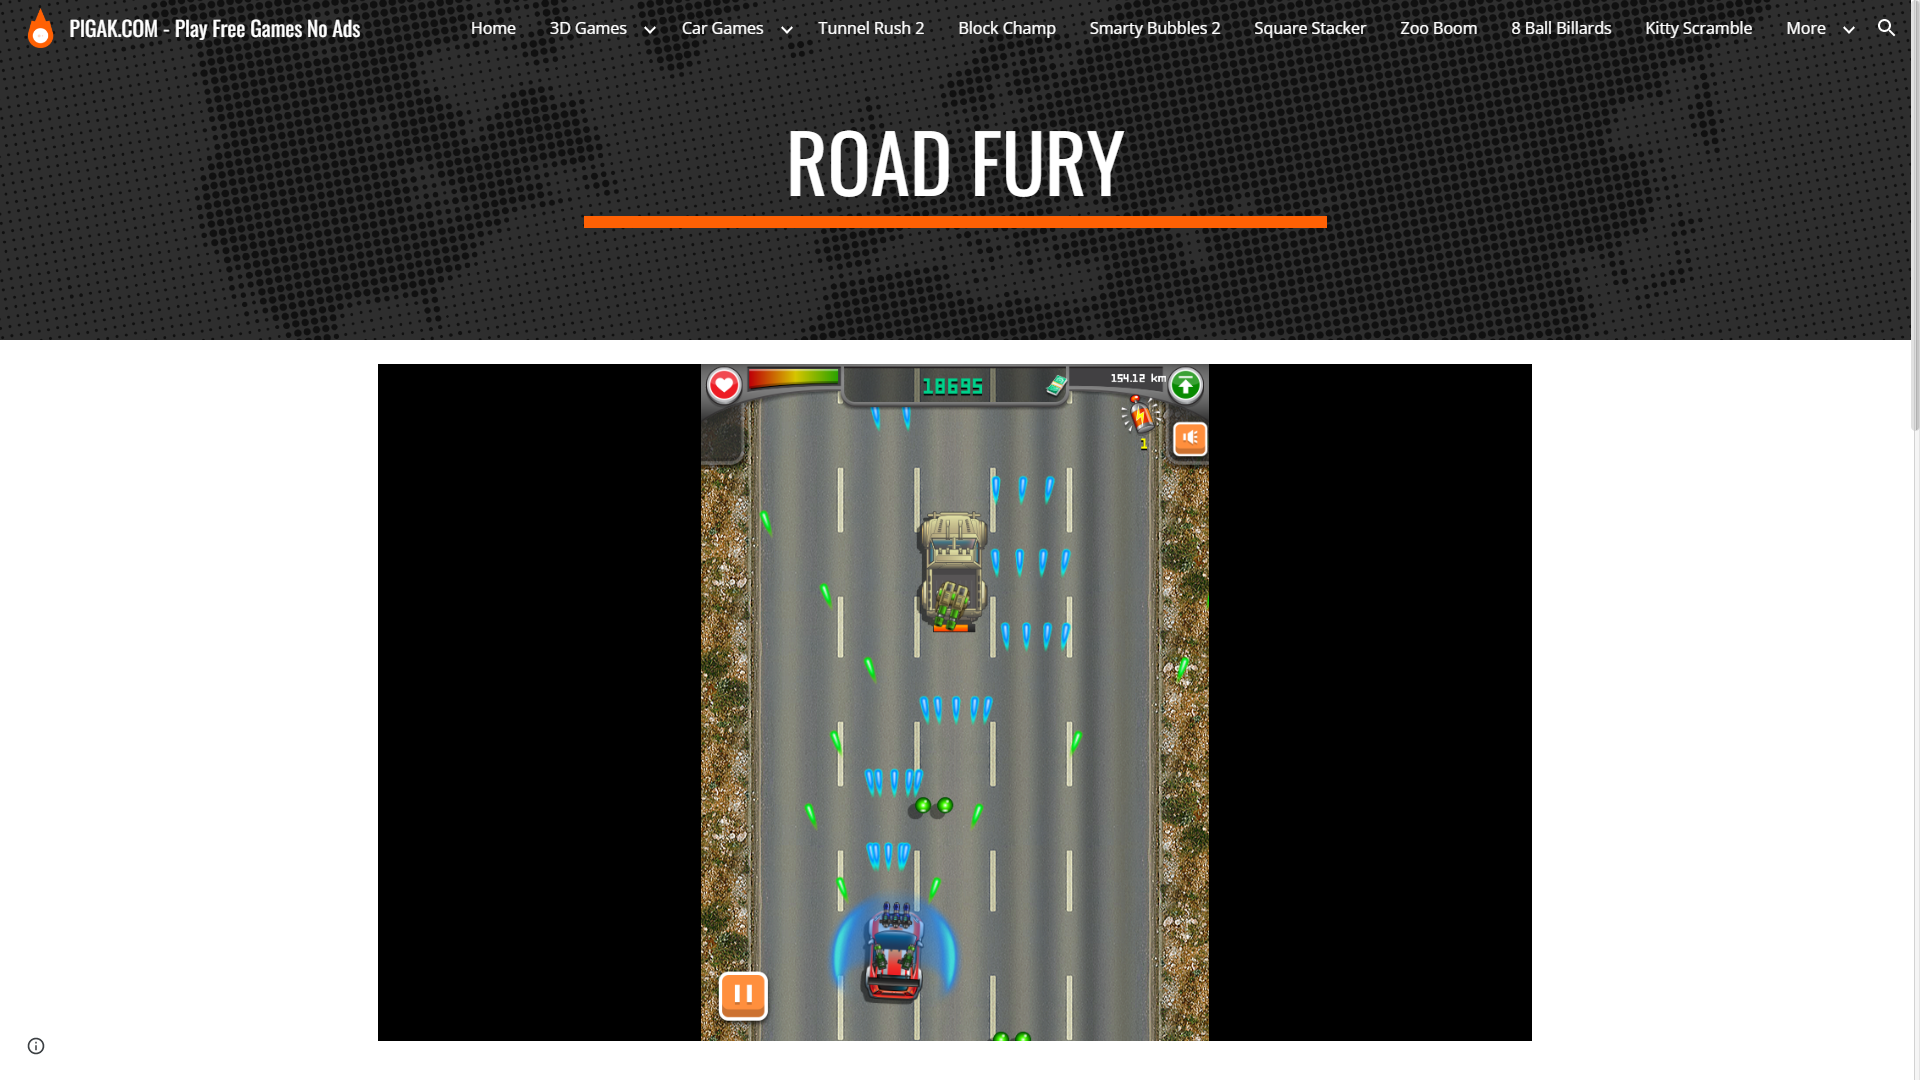 PIGAK.COM - Play Free Games No Ads
Home 3D Games Car Games Tunnel Rush 2 Block Champ Smarty Bubbles 2 Square Stacker Zoo Boom 8 Ball Billards Kitty Scramble More
ROAD FURY
18695
154.12 km
1